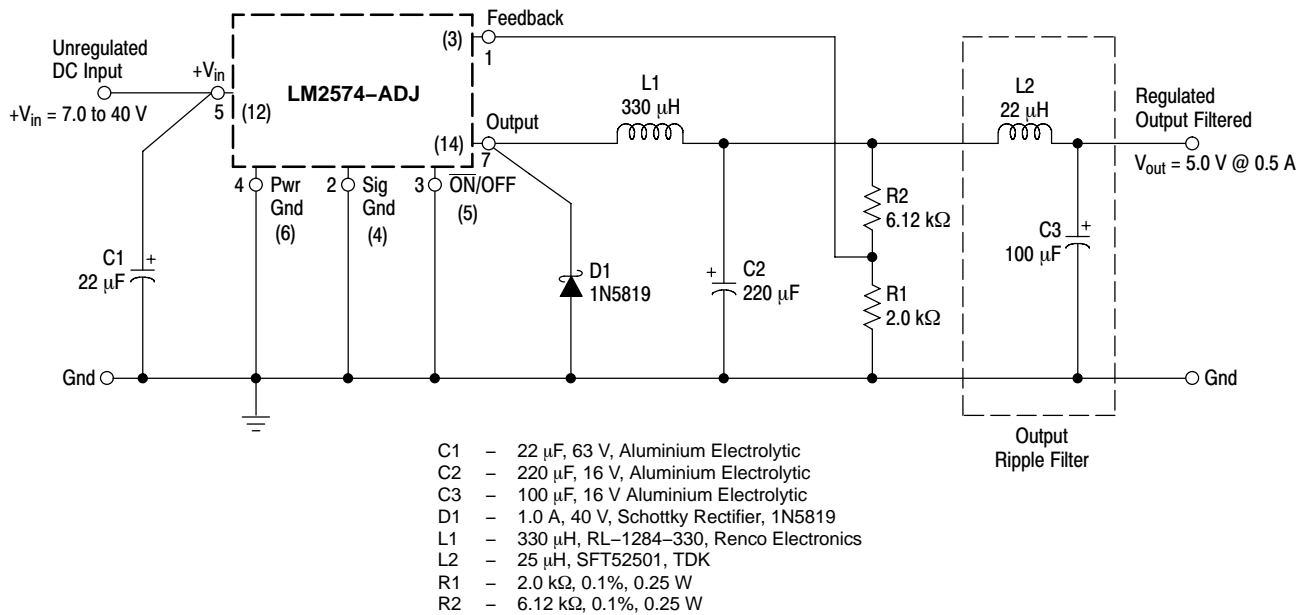 Feedback
(3)
1
Unregulated
DC Input
+Vin
LM2574–ADJ
5
(12)
+Vin = 7.0 to 40 V
L1
330 μH
L2
22 μH
Regulated
Output Filtered
Output
(14)
7
Vout = 5.0 V @ 0.5 A
4
Pwr
Gnd
(6)
2
Sig
Gnd
(4)
3
ON/OFF
(5)
R2
6.12 kΩ
C3
100 μF
+
C1
22 μF
+
D1
1N5819
+
C2
220 μF
R1
2.0 kΩ
Gnd
Gnd
Output
Ripple Filter
C1 – 22 μF, 63 V, Aluminium Electrolytic
C2 – 220 μF, 16 V, Aluminium Electrolytic
C3 – 100 μF, 16 V Aluminium Electrolytic
D1 – 1.0 A, 40 V, Schottky Rectifier, 1N5819
L1 – 330 μH, RL–1284–330, Renco Electronics
L2 – 25 μH, SFT52501, TDK
R1 – 2.0 kΩ, 0.1%, 0.25 W
R2 – 6.12 kΩ, 0.1%, 0.25 W